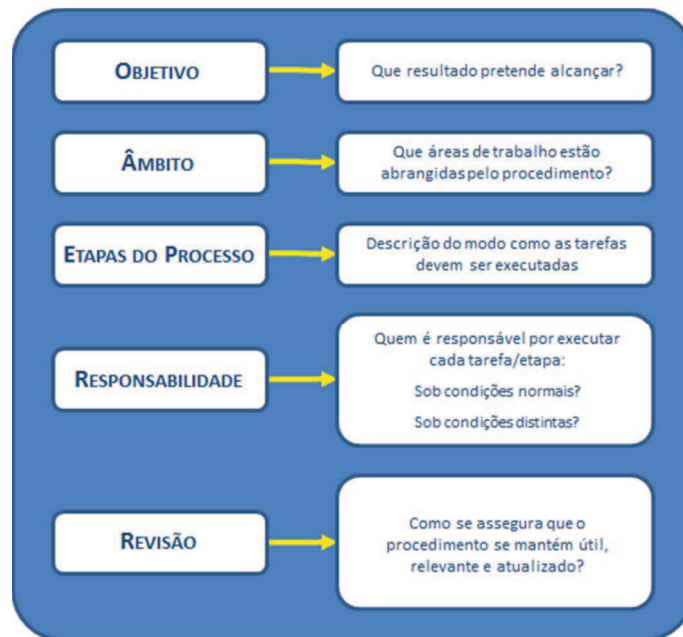 OBJETIVO
Que resultado pretende alcançar?
ÂMBITO
Que áreas de trabalho estão
abrangidas pelo procedimento?
ETAPAS DO PROCESSO
Descrição do modo como as tarefas
devem ser executadas
RESPONSABILIDADE
Quem é responsável por executar
cada tarefa/etapa:
Sob condições normais?
Sob condições distintas?
REVISÃO
Como se assegura que o
procedimento se mantém útil,
relevante e atualizado?